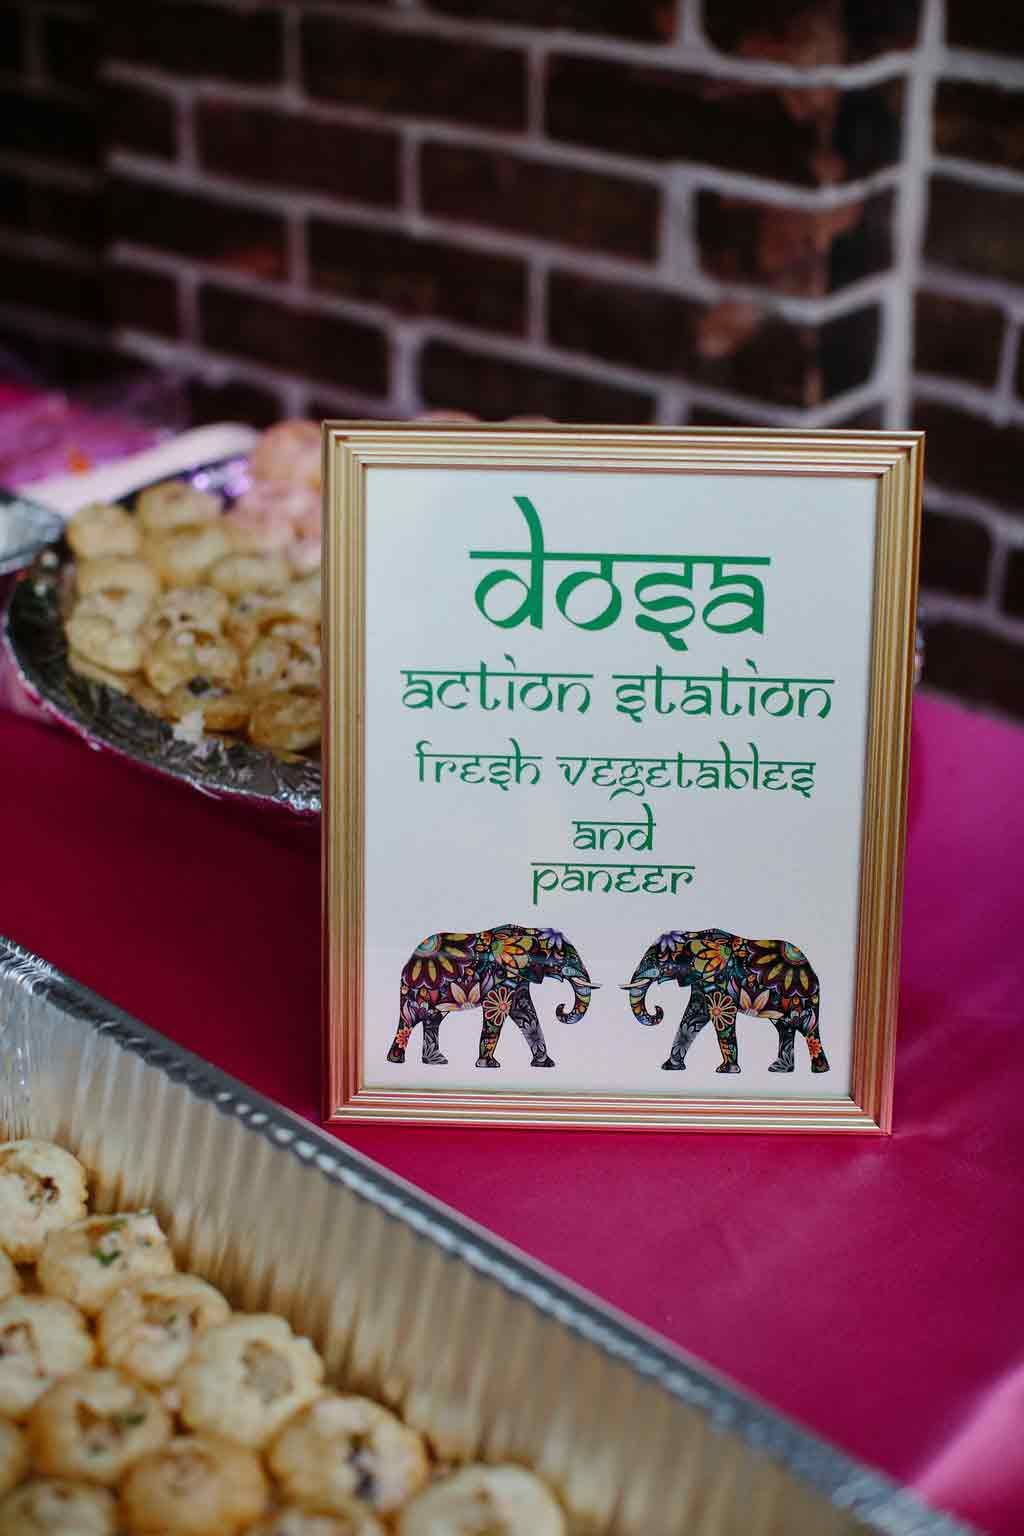 dosa
action station
fresh vegetables
and
paneer